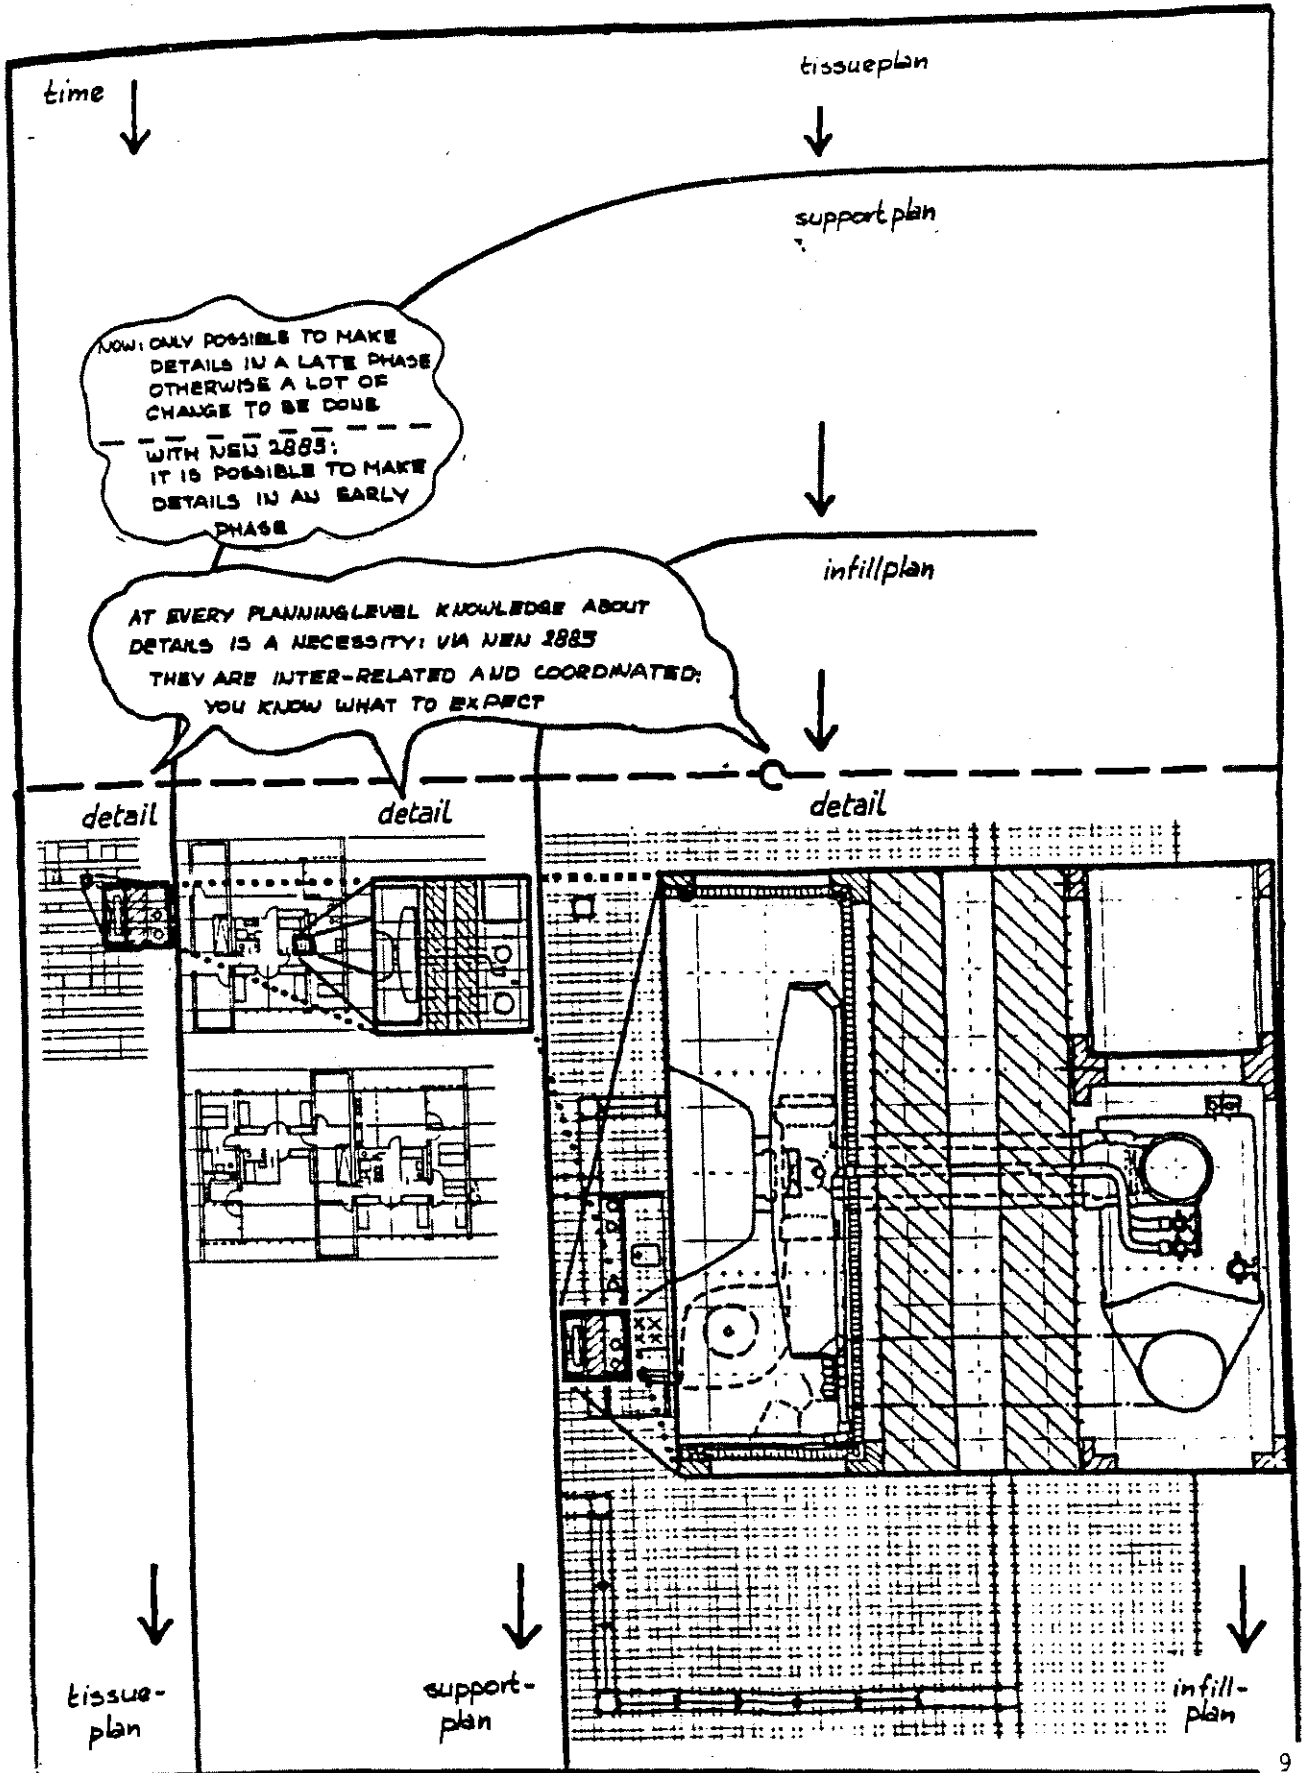 time
tissueplan
support plan
NOW: ONLY POSSIBLE TO MAKE
DETAILS IN A LATE PHASE
OTHERWISE A LOT OF
CHANGE TO BE DONE
WITH NEN 2883:
IT IS POSSIBLE TO MAKE
DETAILS IN AN EARLY
PHASE
infillplan
AT EVERY PLANNINGLEVEL KNOWLEDGE ABOUT
DETAILS IS A NECESSITY: VIA NEN 2883
THEY ARE INTER-RELATED AND COORDINATED:
YOU KNOW WHAT TO EXPECT
detail
detail
detail
tissue-
plan
support-
plan
infill-
plan
9